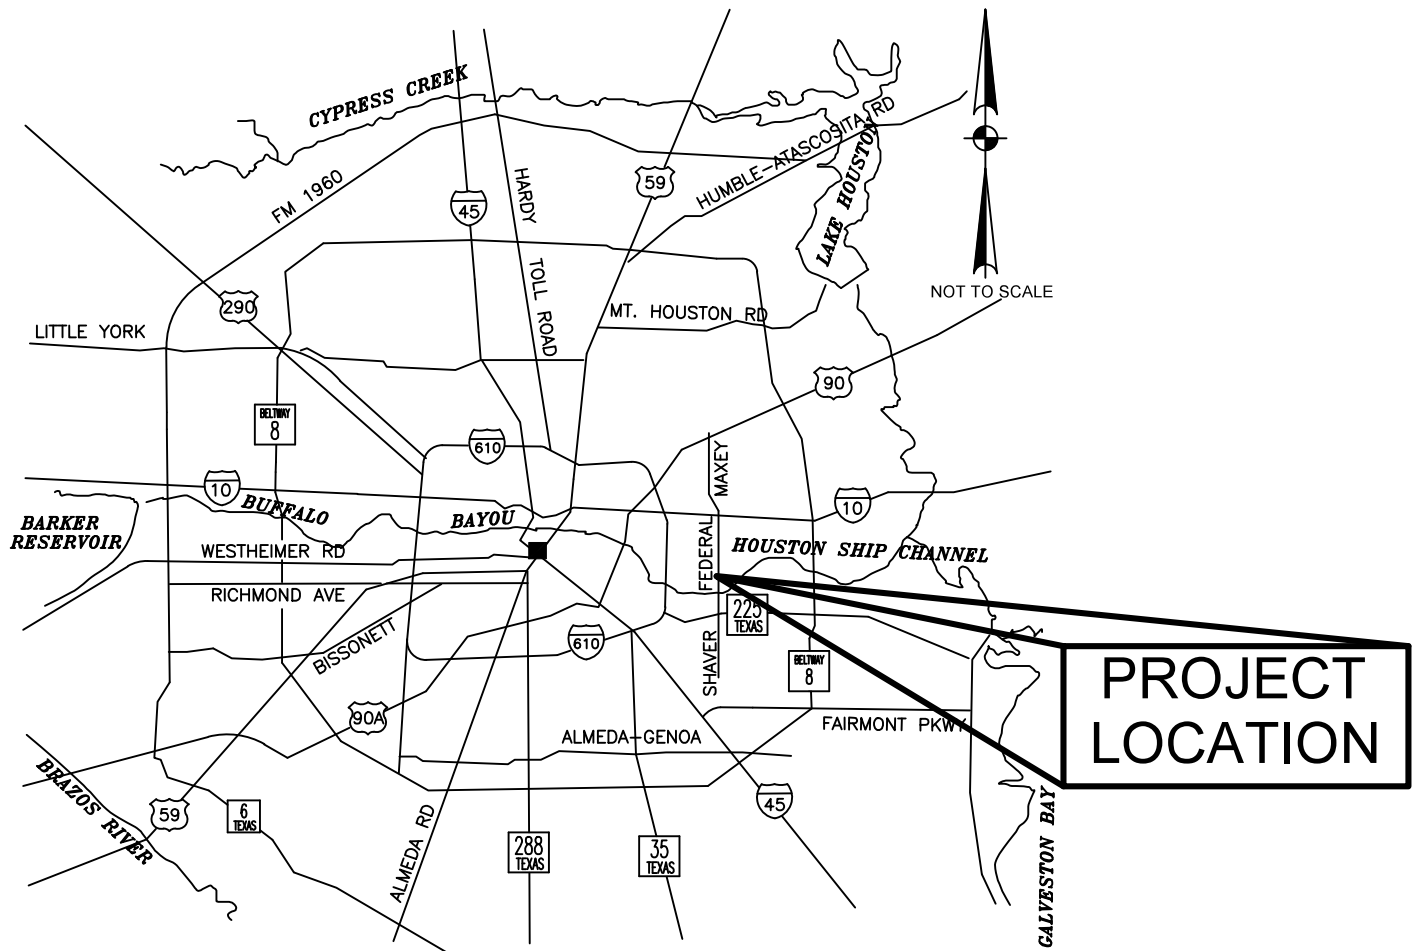 CYPRESS CREEK
HUMBLE-ATASCOSITA RD
LAKE HOUSTON
FM 1960
45
HARDY
TOLL ROAD
59
NOT TO SCALE
290
LITTLE YORK
MT. HOUSTON RD
90
BELTWAY
8
610
MAXEY
10
10
BUFFALO
BAYOU
BARKER
RESERVOIR
WESTHEIMER RD
FEDERAL
HOUSTON SHIP CHANNEL
RICHMOND AVE
225
TEXAS
BISSONETT
610
SHAVER
BELTWAY
8
PROJECT
LOCATION
90A
FAIRMONT PKWY
ALMEDA-GENOA
BRAZOS RIVER
59
6
TEXAS
ALMEDA RD
288
TEXAS
35
TEXAS
45
GALVESTON BAY